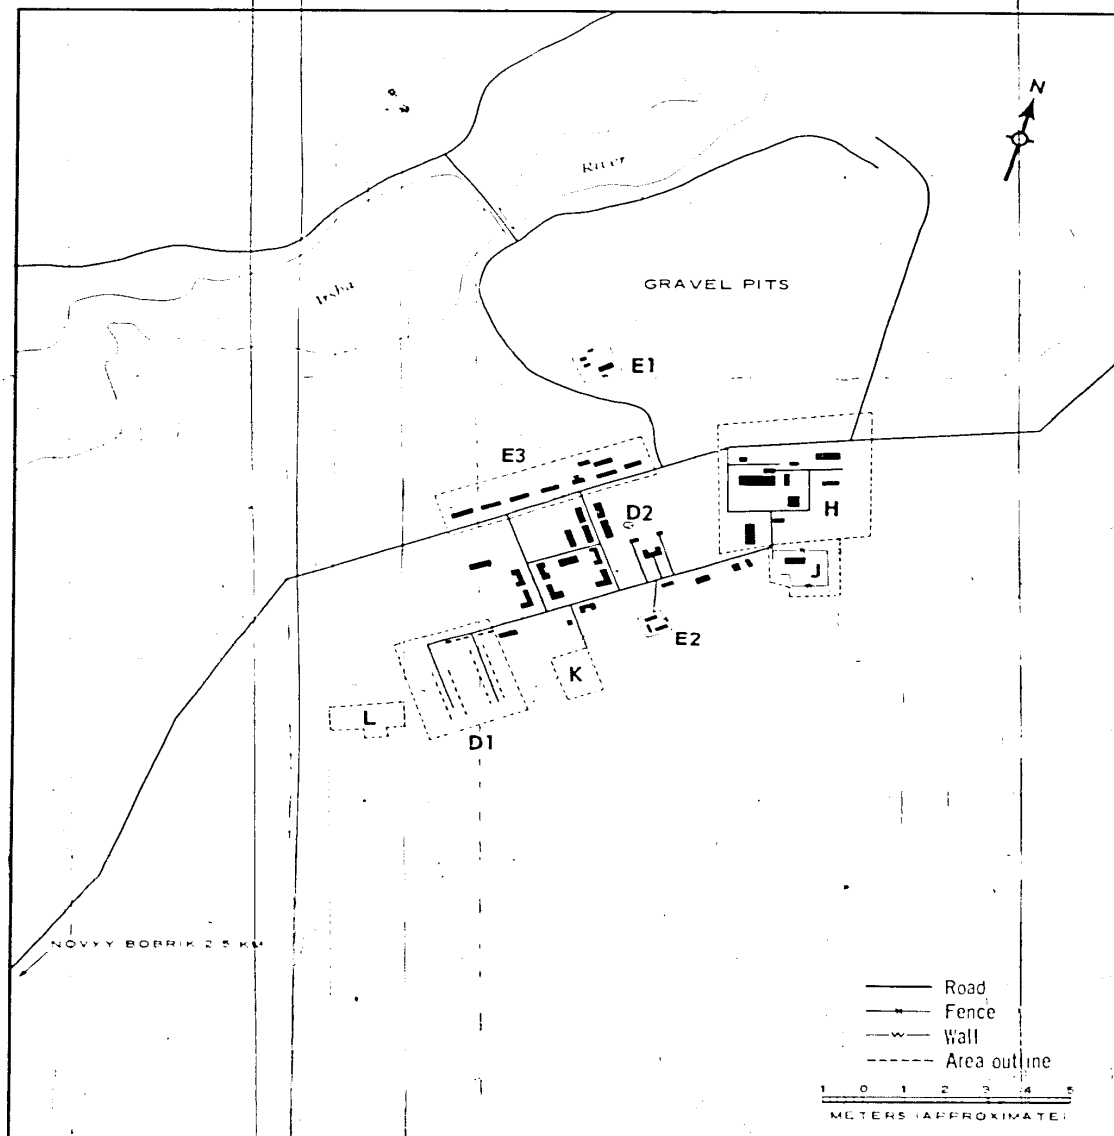 N
River
Irsha
GRAVEL PITS
E1
E3
D2
H
J
E2
K
L
D1
NOVYY BOBRIK 2.5 KM
Road
Fence
Wall
Area outline
1 0 1 2 3 4 5
METERS (APPROXIMATE)